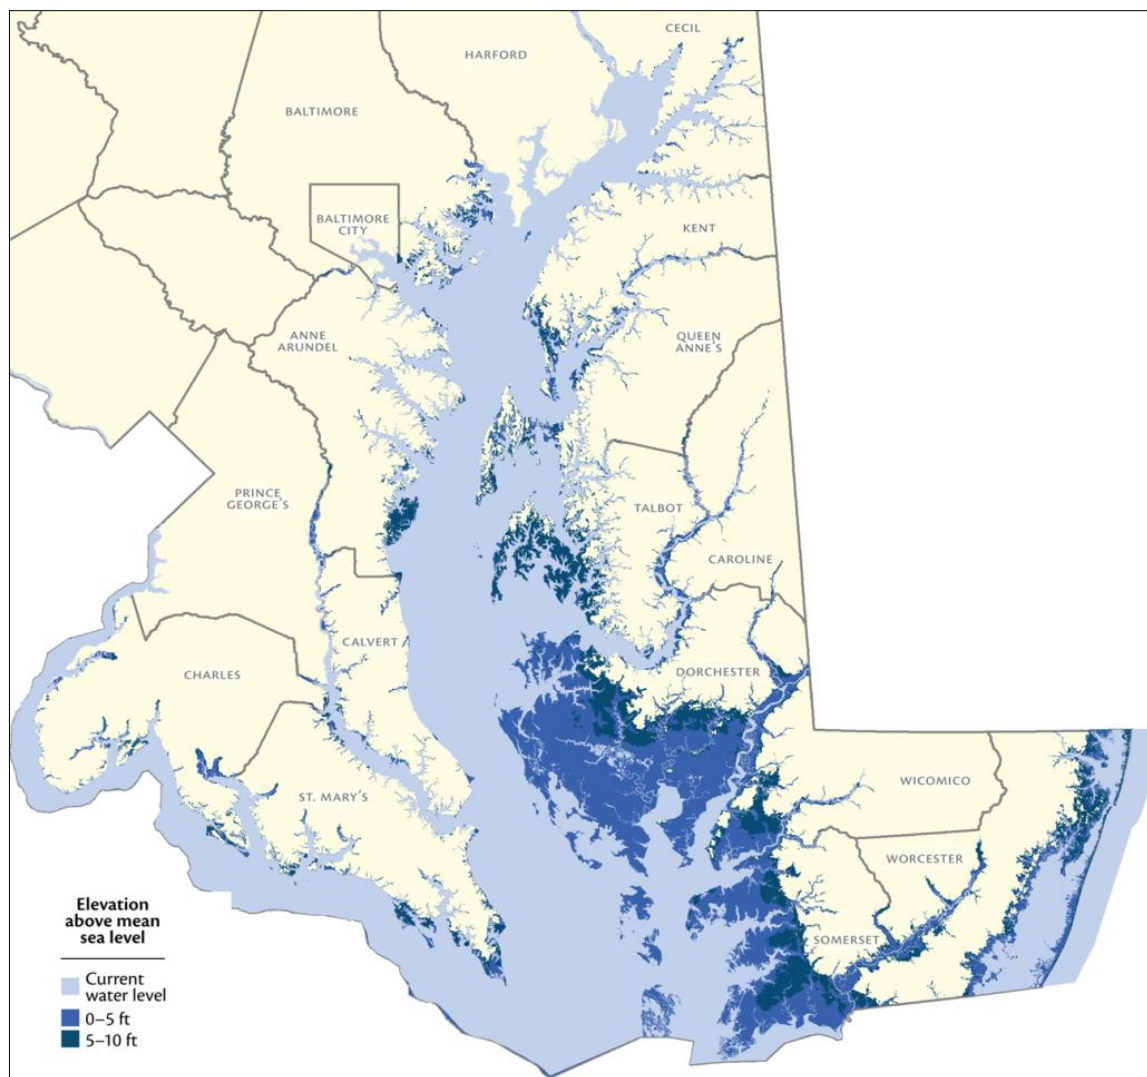 CECIL
HARFORD
BALTIMORE
BALTIMORE
CITY
KENT
ANNE
ARUNDEL
QUEEN
ANNE'S
PRINCE
GEORGE'S
TALBOT
CAROLINE
CALVERT
DORCHESTER
CHARLES
WICOMICO
ST. MARY'S
WORCESTER
SOMERSET
Elevation
above mean
sea level
Current
water level
0–5 ft
5–10 ft